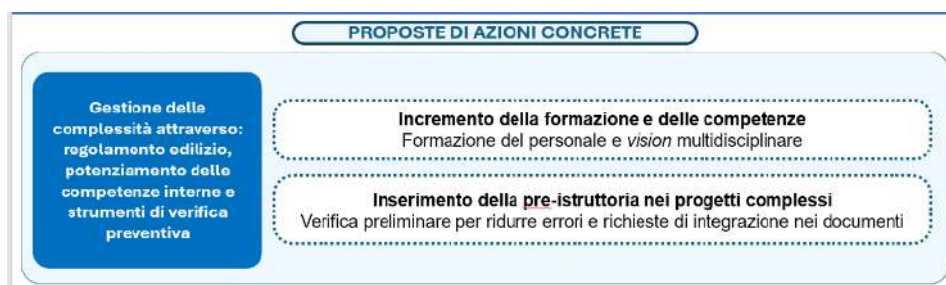 PROPOSTE DI AZIONI CONCRETE
Gestione delle
complessità attraverso:
regolamento edilizio,
potenziamento delle
competenze interne e
strumenti di verifica
preventiva
Incremento della formazione e delle competenze
Formazione del personale e vision multidisciplinare
Inserimento della pre-istruttoria nei progetti complessi
Verifica preliminare per ridurre errori e richieste di integrazione nei documenti